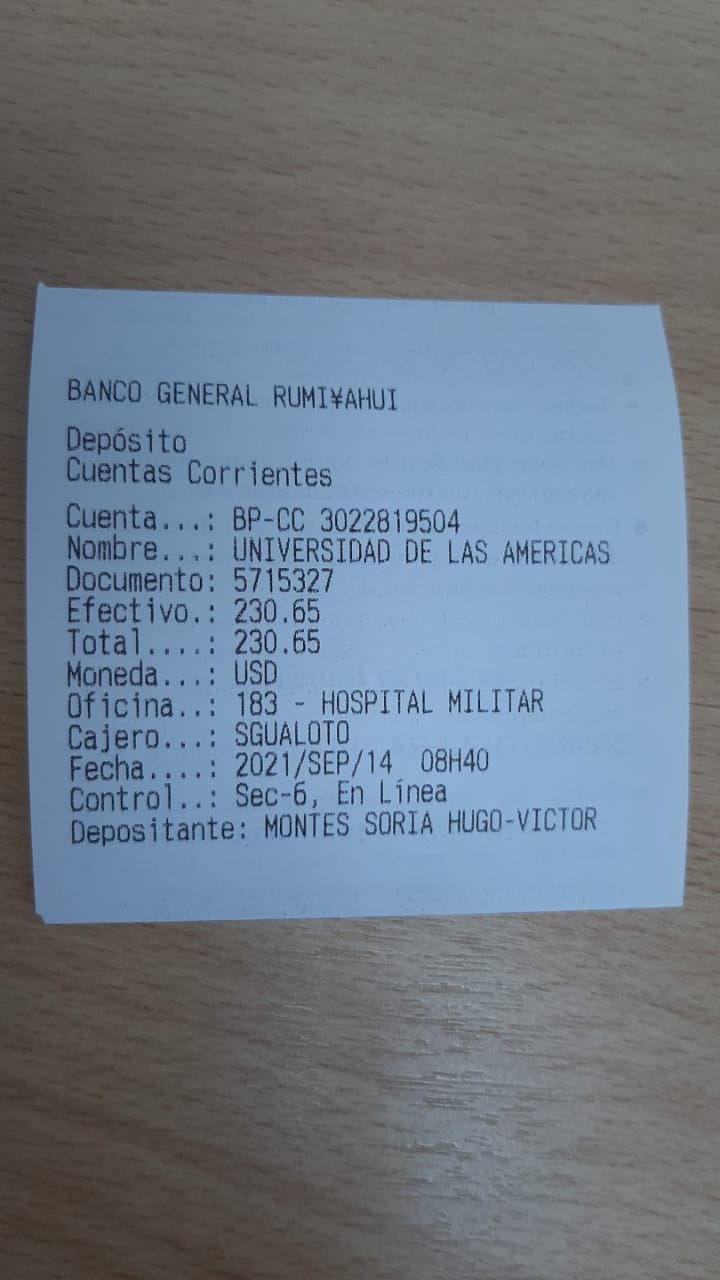 BANCO GENERAL RUMI¥AHUI
Depósito
Cuentas Corrientes
Cuenta...: BP-CC 3022819504
Nombre...: UNIVERSIDAD DE LAS AMERICAS
Documento: 5715327
Efectivo.: 230.65
Total....: 230.65
Moneda...: USD
Oficina..: 183 - HOSPITAL MILITAR
Cajero...: SGUALOTO
Fecha....: 2021/SEP/14 08H40
Control..: Sec-6, En Línea
Depositante: MONTES SORIA HUGO-VICTOR